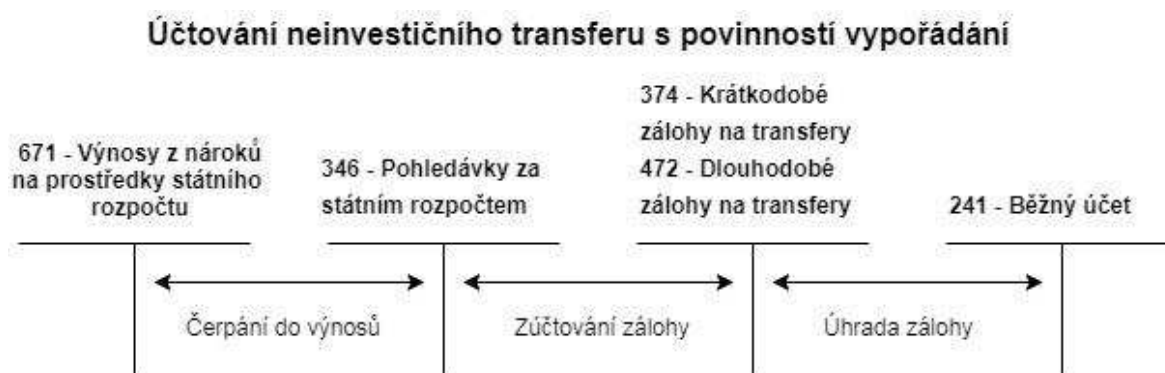 Účtování neinvestičního transferu s povinností vypořádání
671 - Výnosy z nároků
na prostředky státního
rozpočtu
346 - Pohledávky za
státním rozpočtem
374 - Krátkodobé
zálohy na transfery
472 - Dlouhodobé
zálohy na transfery
241 - Běžný účet
Čerpání do výnosů
Zúčtování zálohy
Úhrada zálohy